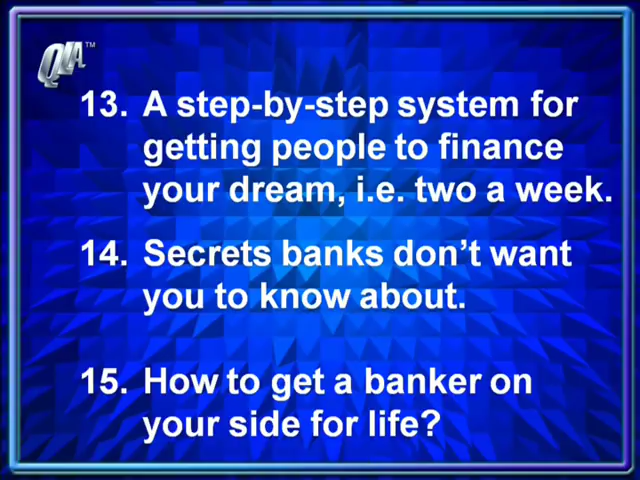 QIA™
13. A step-by-step system for
getting people to finance
your dream, i.e. two a week.
14. Secrets banks don't want
you to know about.
15. How to get a banker on
your side for life?